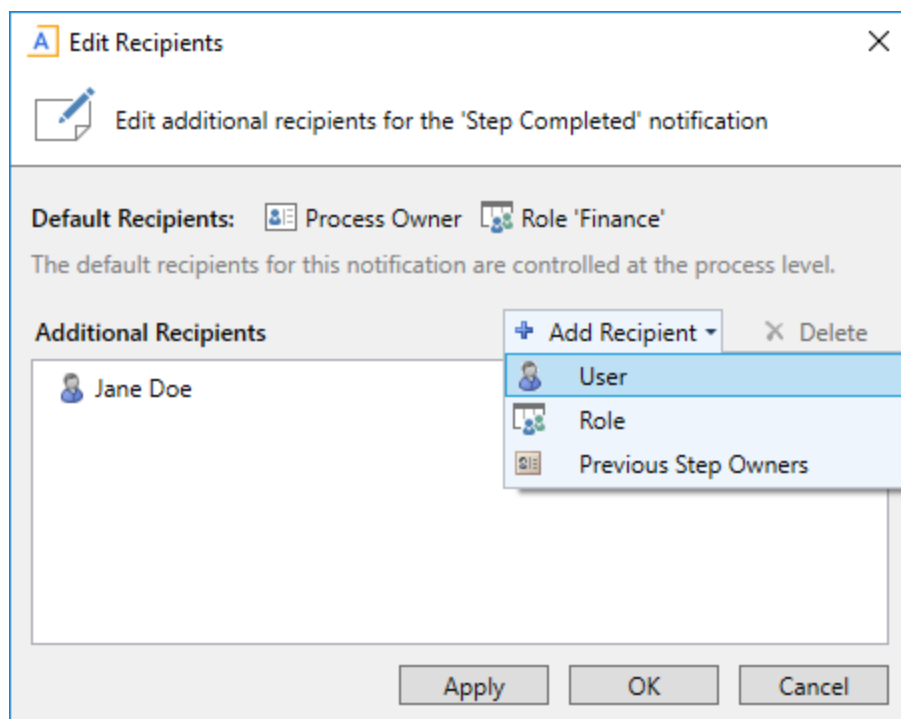 Edit Recipients
Edit additional recipients for the 'Step Completed' notification
Default Recipients: Process Owner Role 'Finance'
The default recipients for this notification are controlled at the process level.
Additional Recipients Add Recipient Delete
Jane Doe
User
Role
Previous Step Owners
Apply OK Cancel